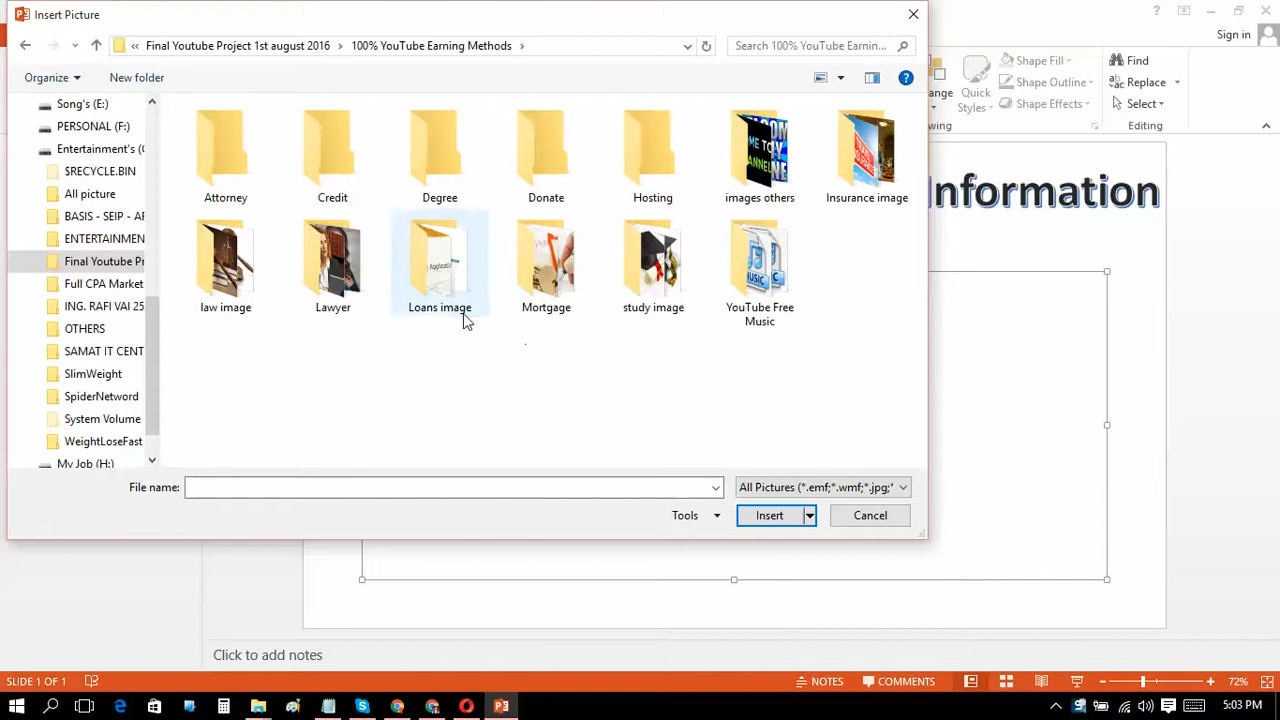 Insert Picture
Sign in
« Final Youtube Project 1st august 2016 › 100% YouTube Earning Methods ›
Search 100% YouTube Earnin...
Organize
New folder
Shape Fill
Shape Outline
Shape Effects
Quick
Styles
Find
Replace
Select
Editing
Song's (E:)
PERSONAL (F:)
Entertainment's (
$RECYCLE.BIN
All picture
BASIS - SEIP - AF
ENTERTAINMEN
Final Youtube Pr
Full CPA Market
ING. RAFI VAI 25
OTHERS
SAMAT IT CENT
SlimWeight
SpiderNetword
System Volume
WeightLoseFast
My Job (H:)
Attorney
Credit
Degree
Donate
Hosting
images others
Insurance image
law image
Lawyer
Loans image
Mortgage
study image
YouTube Free
Music
nformation
File name:
All Pictures (*.emf;*.wmf;*.jpg;*
Tools
Insert
Cancel
Click to add notes
SLIDE 1 OF 1
NOTES
COMMENTS
72%
5:03 PM